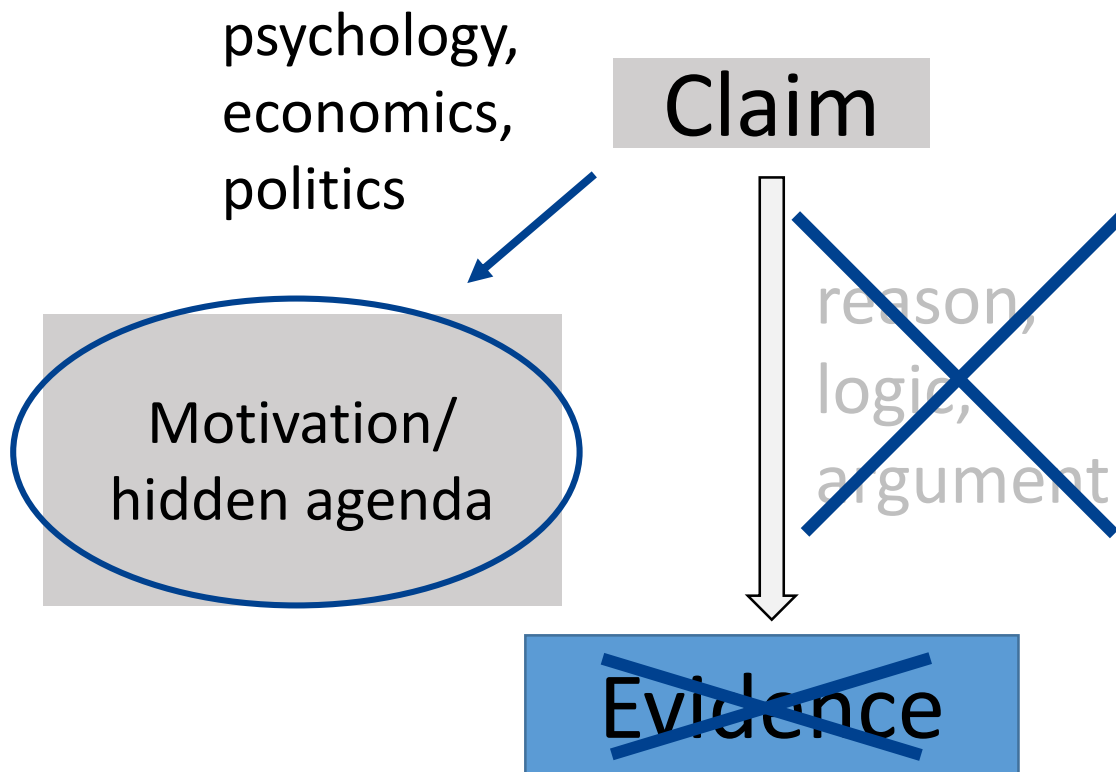 psychology,
economics,
politics
Claim
reason,
logic,
argument
Motivation/
hidden agenda
Evidence